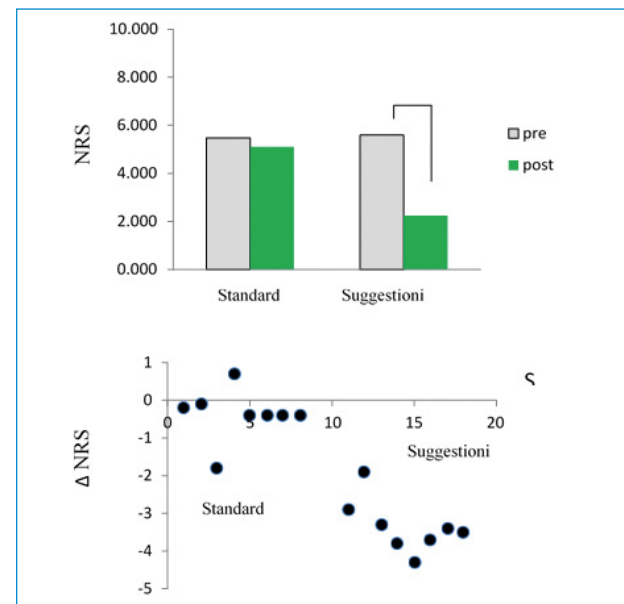 10.000
8.000
6.000
4.000
2.000
0.000
NRS
pre
post
Standard
Suggestioni
1
0
-1
-2
-3
-4
-5
Δ NRS
0
5
10
15
20
Suggestioni
Standard